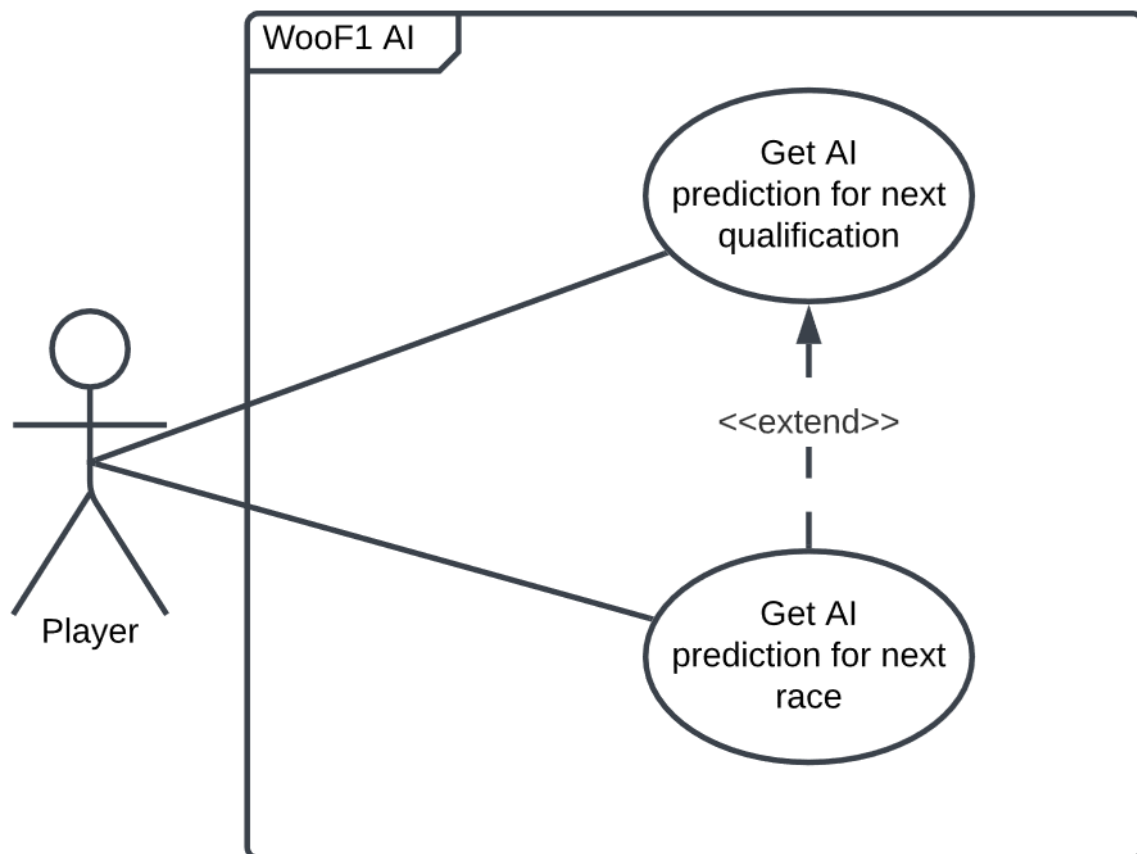 WooF1 AI
Get AI
prediction for next
qualification
<<extend>>
Player
Get AI
prediction for next
race